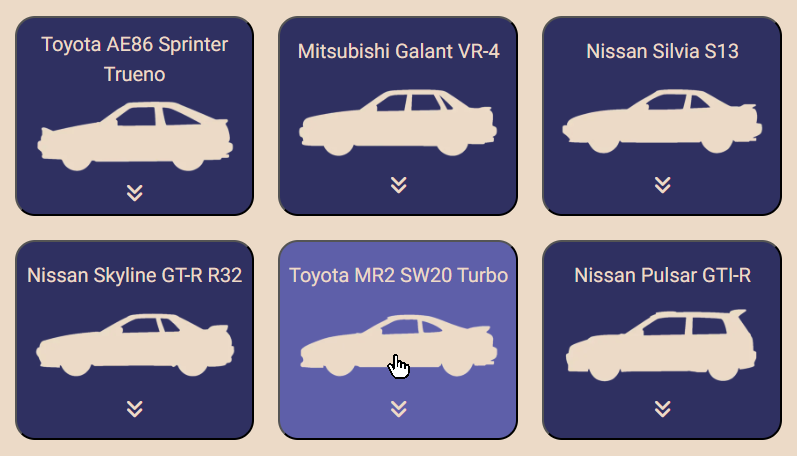 Toyota AE86 Sprinter
Trueno
Mitsubishi Galant VR-4
Nissan Silvia S13
Nissan Skyline GT-R R32
Toyota MR2 SW20 Turbo
Nissan Pulsar GTI-R